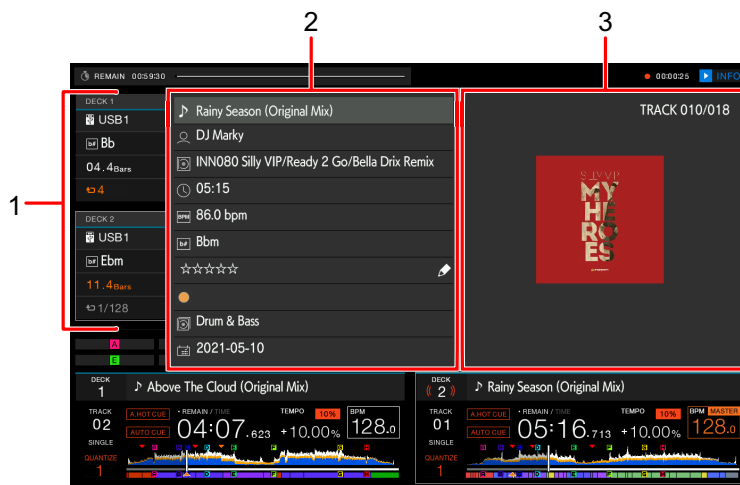 2
3
REMAIN 00:59:30
00:00:25 INFO
1
DECK 1
USB1
b# Bb
04.4Bars
4
DECK 2
USB1
b# Ebm
11.4Bars
1/128
A
E
Rainy Season (Original Mix)
DJ Marky
INN080 Silly VIP/Ready 2 Go/Bella Drix Remix
05:15
BPM 86.0 bpm
b# Bbm
☆☆☆☆☆
Drum & Bass
2021-05-10
TRACK 010/018
STAMP
MY
HEROES
DECK
1
Above The Cloud (Original Mix)
TRACK
02
SINGLE
QUANTIZE
1
A.HOT CUE
AUTO CUE
REMAIN / TIME
04:07.623
TEMPO 10%
+10.00%
BPM
128.0
DECK
2
Rainy Season (Original Mix)
TRACK
01
SINGLE
QUANTIZE
1
A.HOT CUE
AUTO CUE
REMAIN / TIME
05:16.713
TEMPO 10%
+10.00%
BPM MASTER
128.0